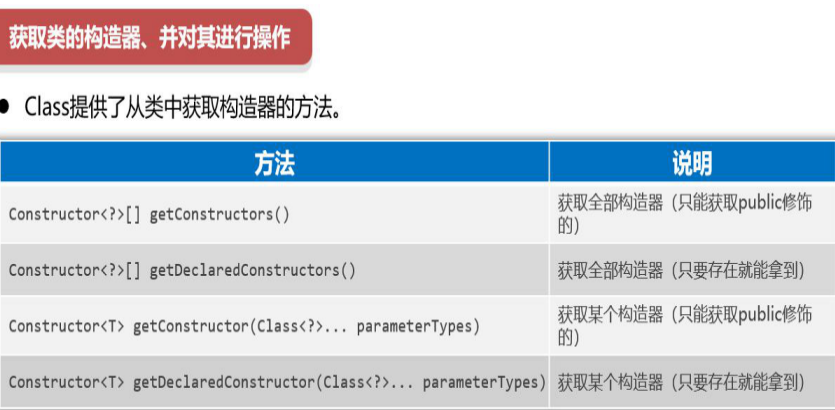 获取类的构造器、并对其进行操作
● Class提供了从类中获取构造器的方法。
方法 说明
Constructor<?>[] getConstructors() 获取全部构造器（只能获取public修饰
的）
Constructor<?>[] getDeclaredConstructors() 获取全部构造器（只要存在就能拿到）
Constructor<T> getConstructor(Class<?>... parameterTypes) 获取某个构造器（只能获取public修饰
的）
Constructor<T> getDeclaredConstructor(Class<?>... parameterTypes) 获取某个构造器（只要存在就能拿到）